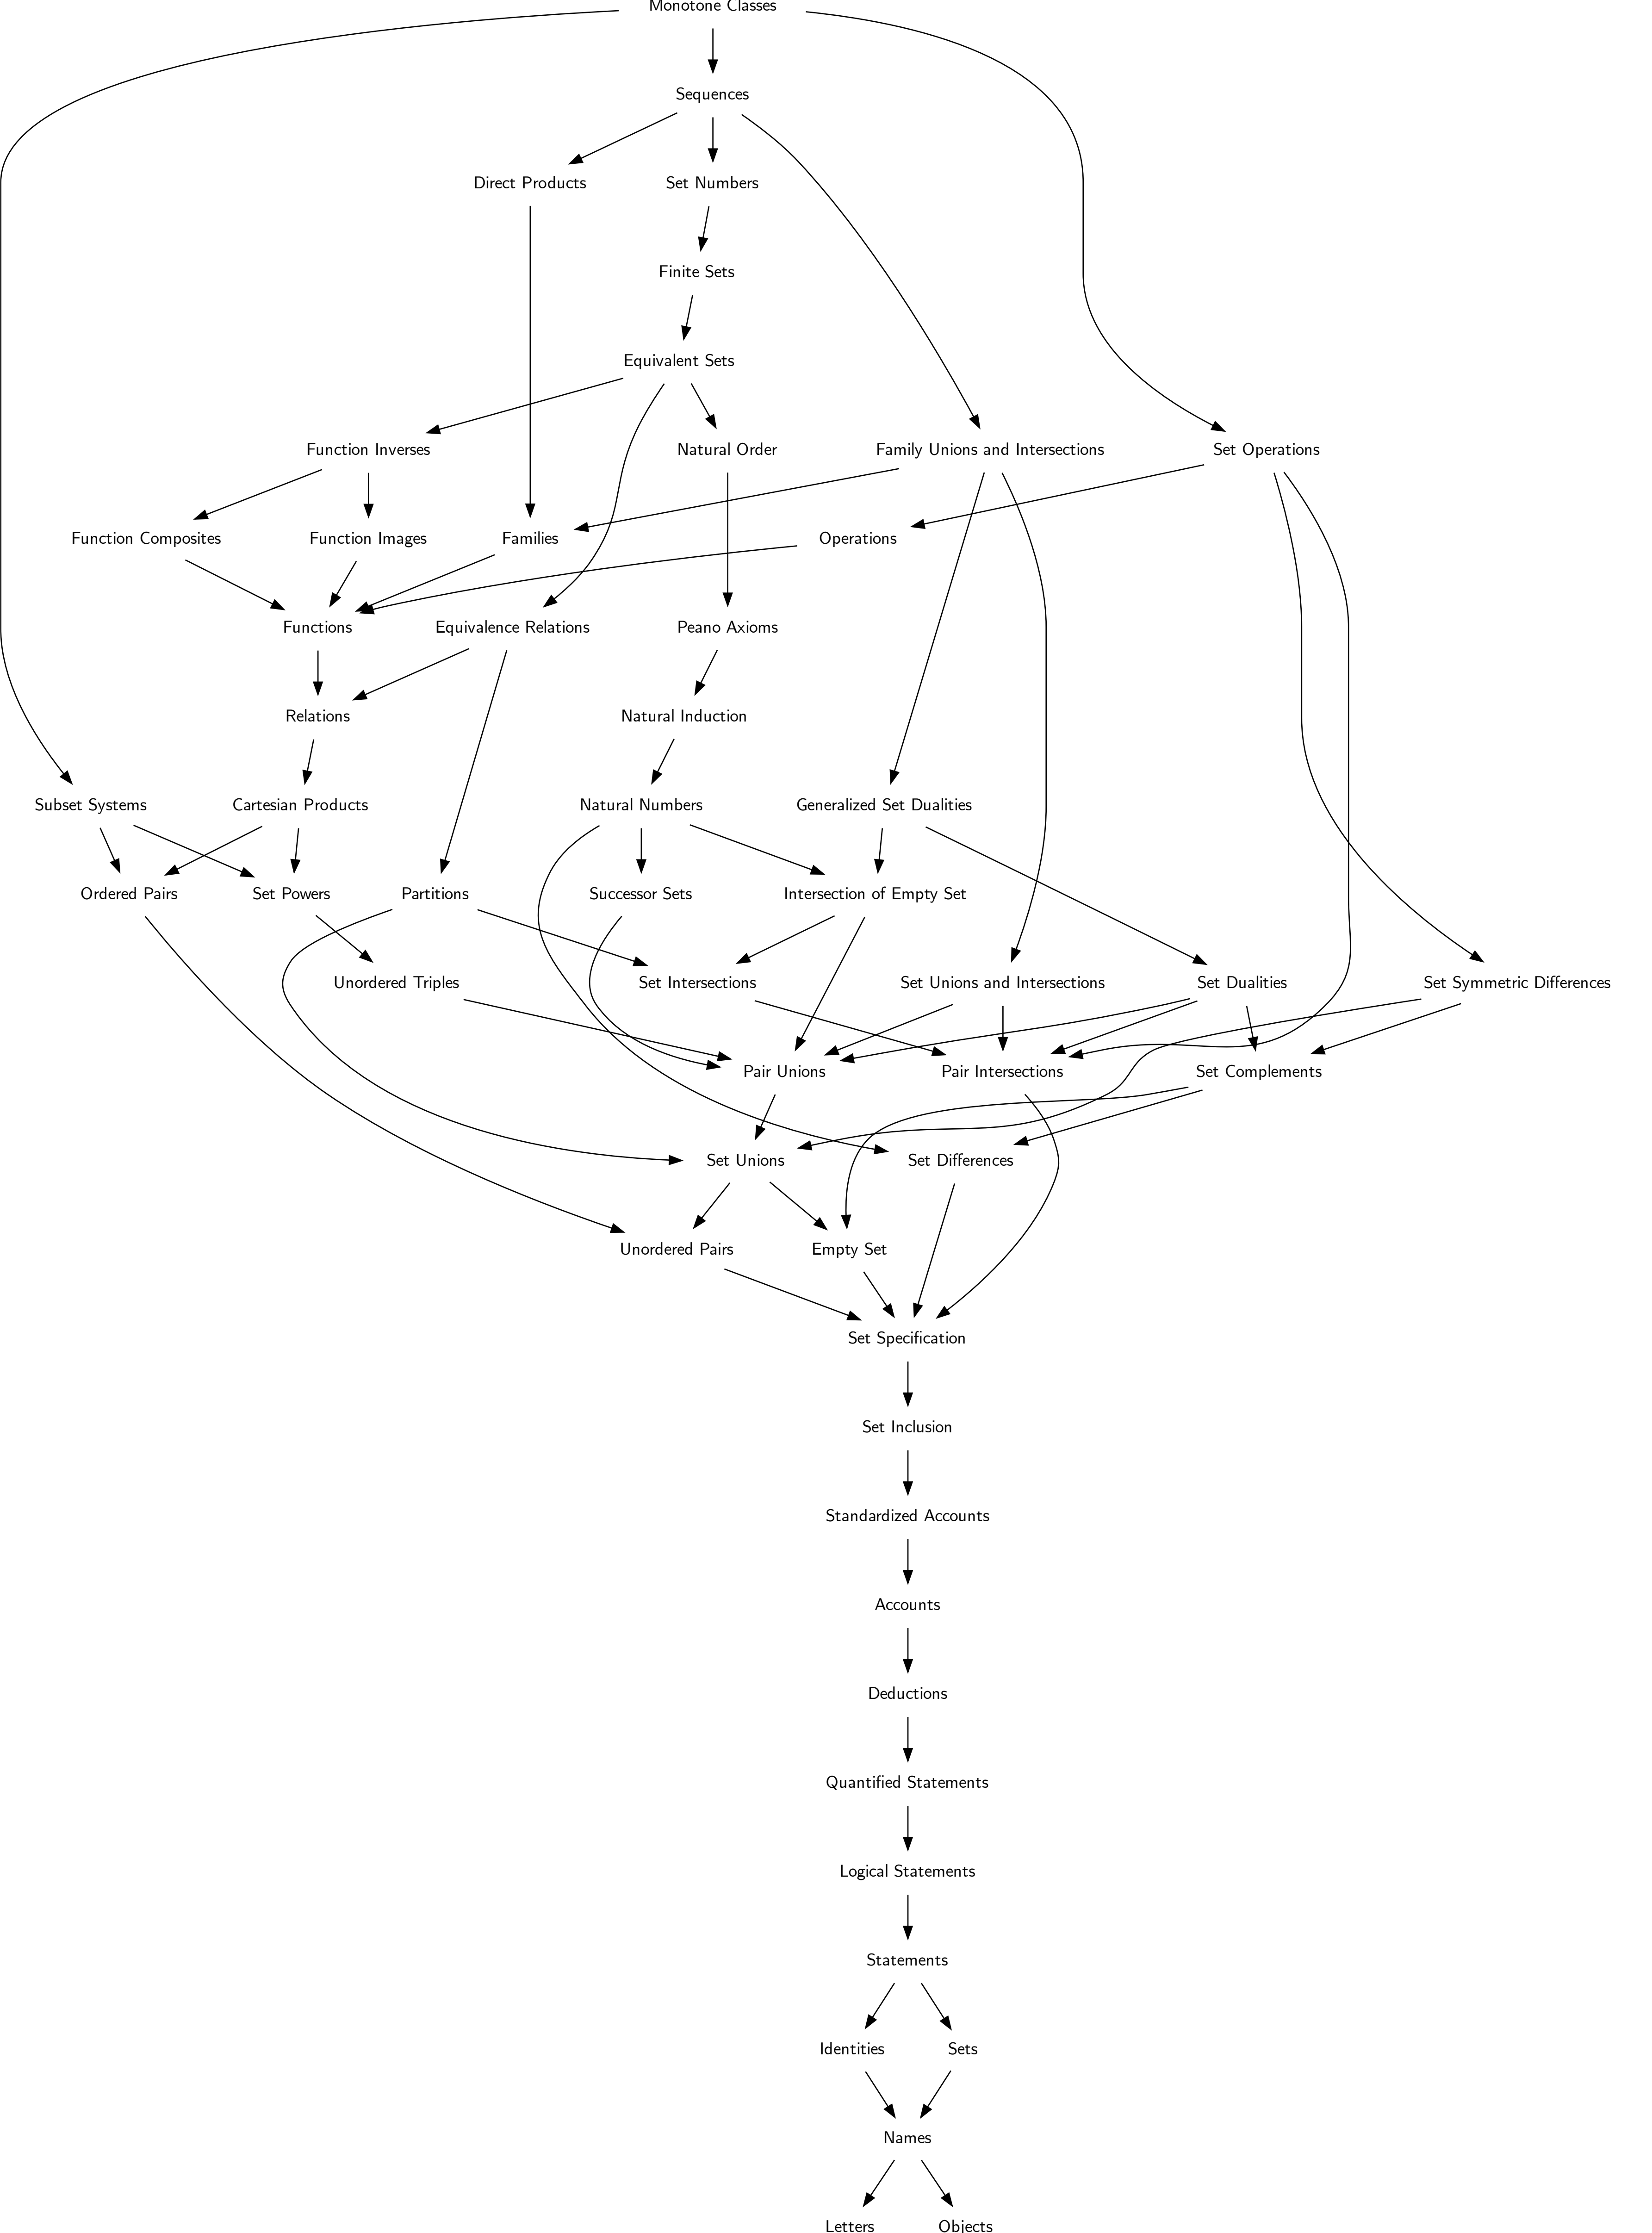 Monotone Classes
Sequences
Direct Products
Set Numbers
Finite Sets
Equivalent Sets
Function Inverses
Natural Order
Family Unions and Intersections
Set Operations
Function Composites
Function Images
Families
Operations
Functions
Equivalence Relations
Peano Axioms
Relations
Natural Induction
Subset Systems
Cartesian Products
Natural Numbers
Generalized Set Dualities
Ordered Pairs
Set Powers
Partitions
Successor Sets
Intersection of Empty Set
Unordered Triples
Set Intersections
Set Unions and Intersections
Set Dualities
Set Symmetric Differences
Pair Unions
Pair Intersections
Set Complements
Set Unions
Set Differences
Unordered Pairs
Empty Set
Set Specification
Set Inclusion
Standardized Accounts
Accounts
Deductions
Quantified Statements
Logical Statements
Statements
Identities
Sets
Names
Letters
Objects